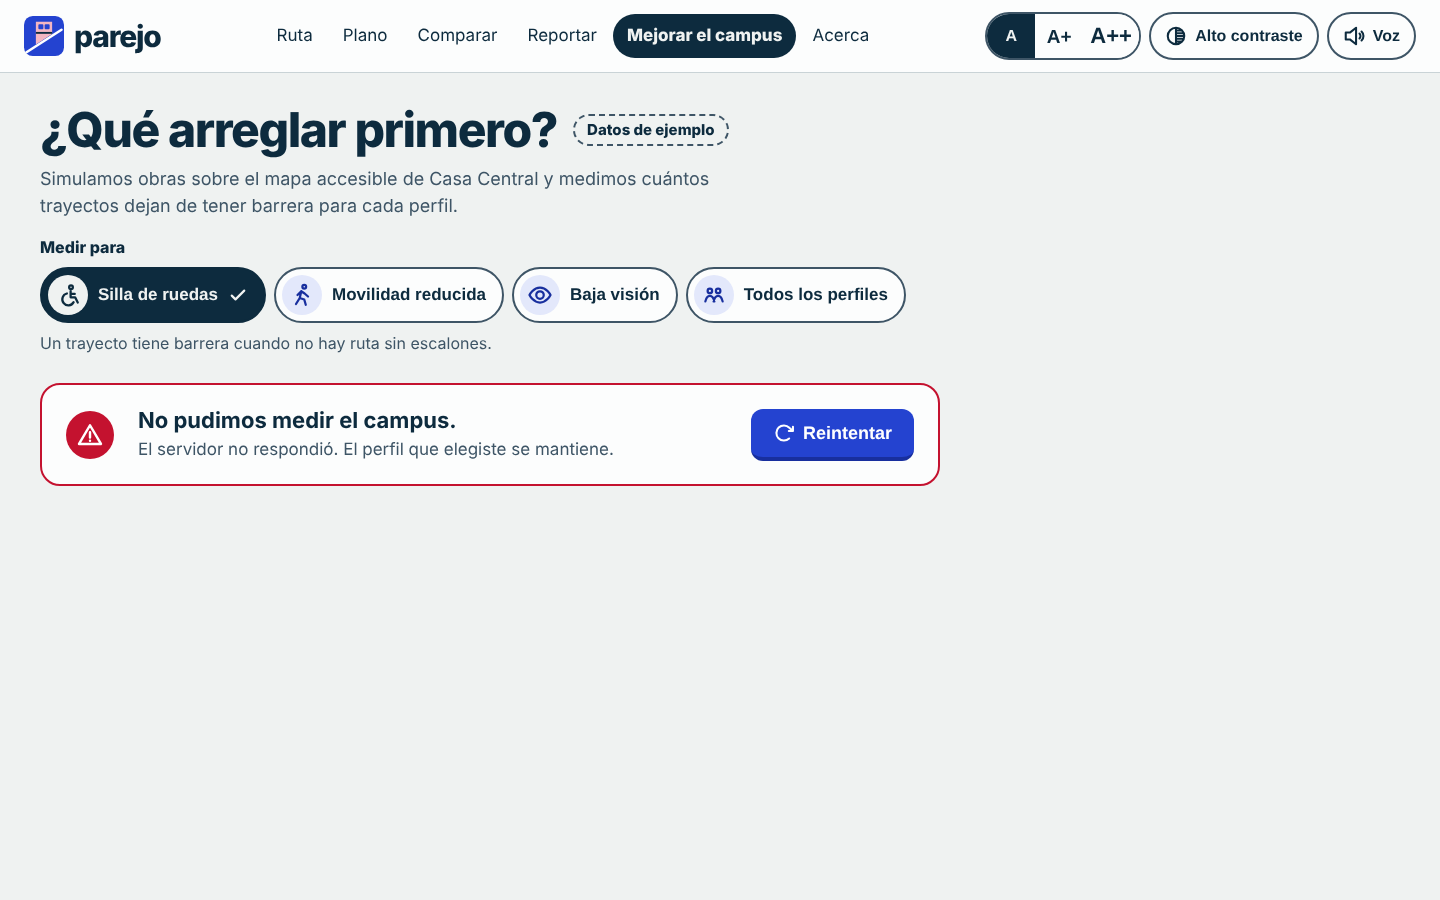 parejo
Ruta
Plano
Comparar
Reportar
Mejorar el campus
Acerca
A
A+
A++
Alto contraste
Voz
¿Qué arreglar primero?
Datos de ejemplo
Simulamos obras sobre el mapa accesible de Casa Central y medimos cuántos
trayectos dejan de tener barrera para cada perfil.
Medir para
Silla de ruedas
Movilidad reducida
Baja visión
Todos los perfiles
Un trayecto tiene barrera cuando no hay ruta sin escalones.
No pudimos medir el campus.
El servidor no respondió. El perfil que elegiste se mantiene.
Reintentar